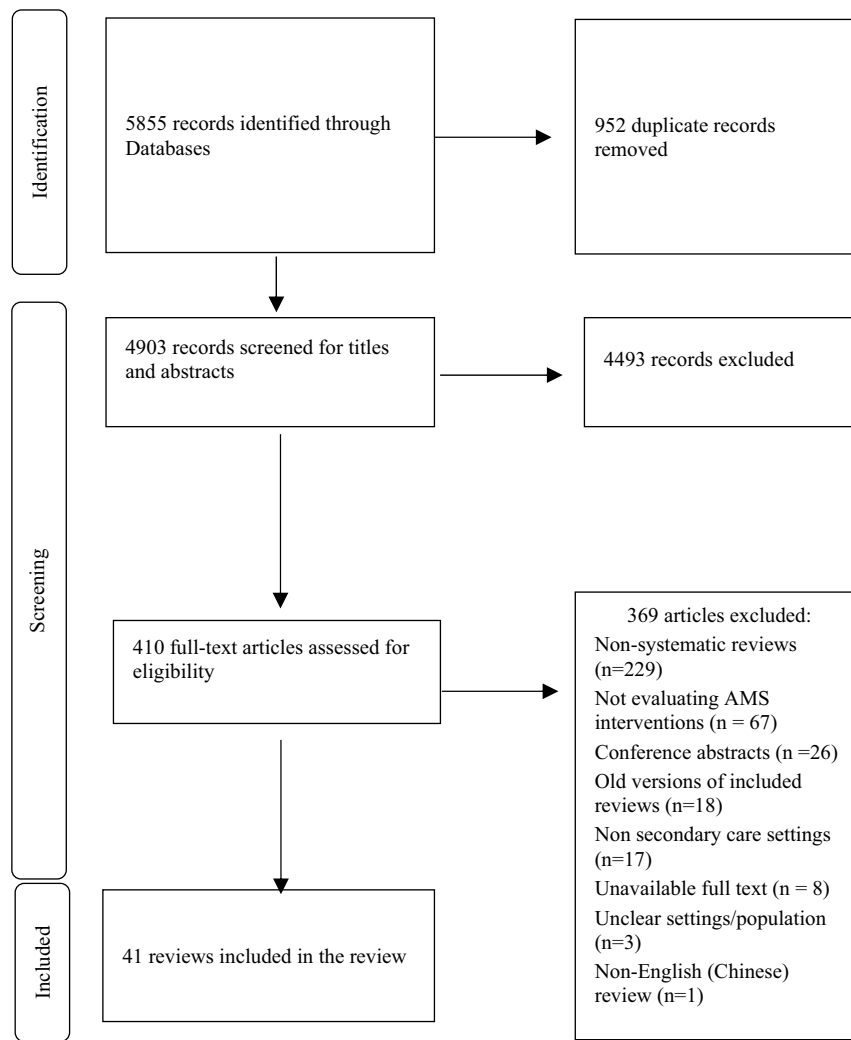 Identification
5855 records identified through
Databases
952 duplicate records
removed
Screening
4903 records screened for titles
and abstracts
4493 records excluded
410 full-text articles assessed for
eligibility
369 articles excluded:
Non-systematic reviews
(n=229)
Not evaluating AMS
interventions (n = 67)
Conference abstracts (n =26)
Old versions of included
reviews (n=18)
Non secondary care settings
(n=17)
Unavailable full text (n = 8)
Unclear settings/population
(n=3)
Non-English (Chinese)
review (n=1)
Included
41 reviews included in the review